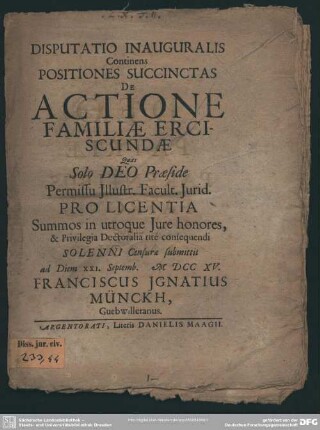 DISPUTATIO INAUGURALIS
Continens
POSITIONES SUCCINCTAS
DE
ACTIONE
FAMILIÆ ERCI-
SCUNDÆ
Quas
Solo DEO Præside
Permissu Jllustr. Facult. Jurid.
PRO LICENTIA
Summos in utroque Jure honores,
& Privilegia Doctoralia rite consequendi
SOLENNI Censuræ submittit
ad Diem XXI. Septemb. M DCC XV.
FRANCISCUS JGNATIUS
MÜNCKH,
Guebwilleranus.
ARGENTORATI, Literis DANIELIS MAAGII.
Diss. jur. civ.
233,44